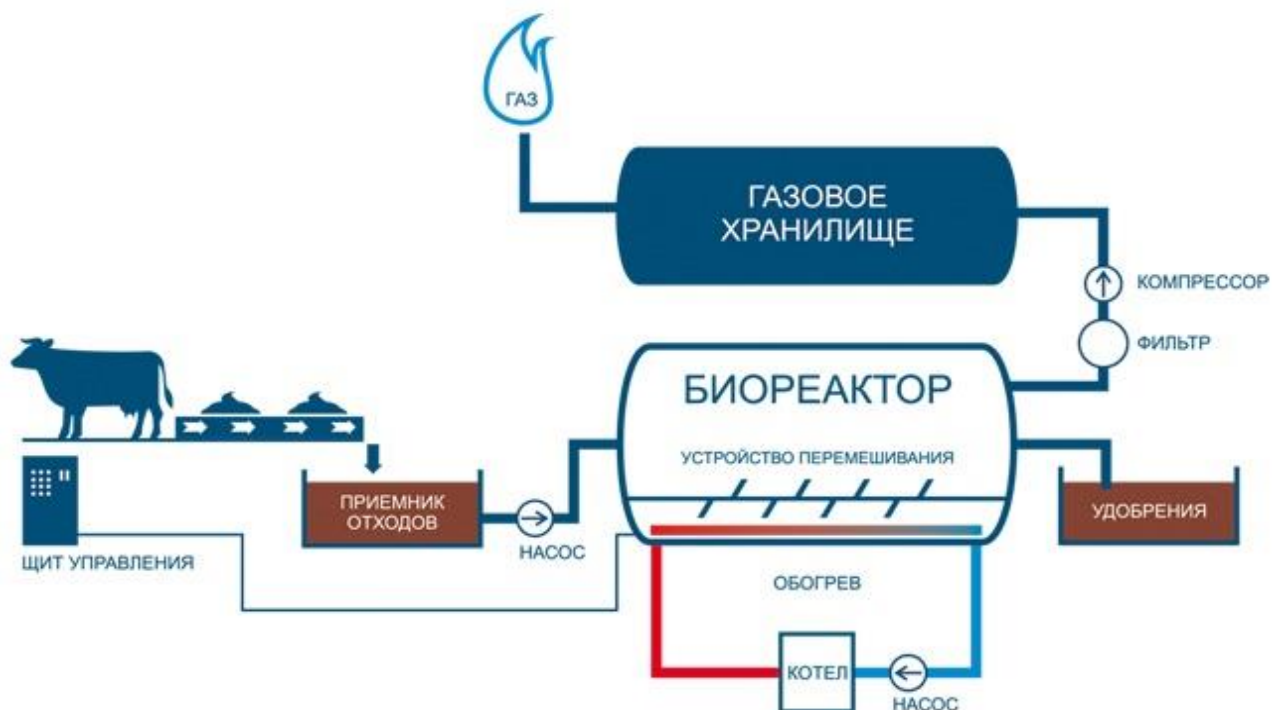 ГАЗ
ГАЗОВОЕ
ХРАНИЛИЩЕ
КОМПРЕССОР
ФИЛЬТР
БИОРЕАКТОР
УСТРОЙСТВО ПЕРЕМЕШИВАНИЯ
ПРИЕМНИК
ОТХОДОВ
НАСОС
УДОБРЕНИЯ
ЩИТ УПРАВЛЕНИЯ
ОБОГРЕВ
КОТЕЛ
НАСОС